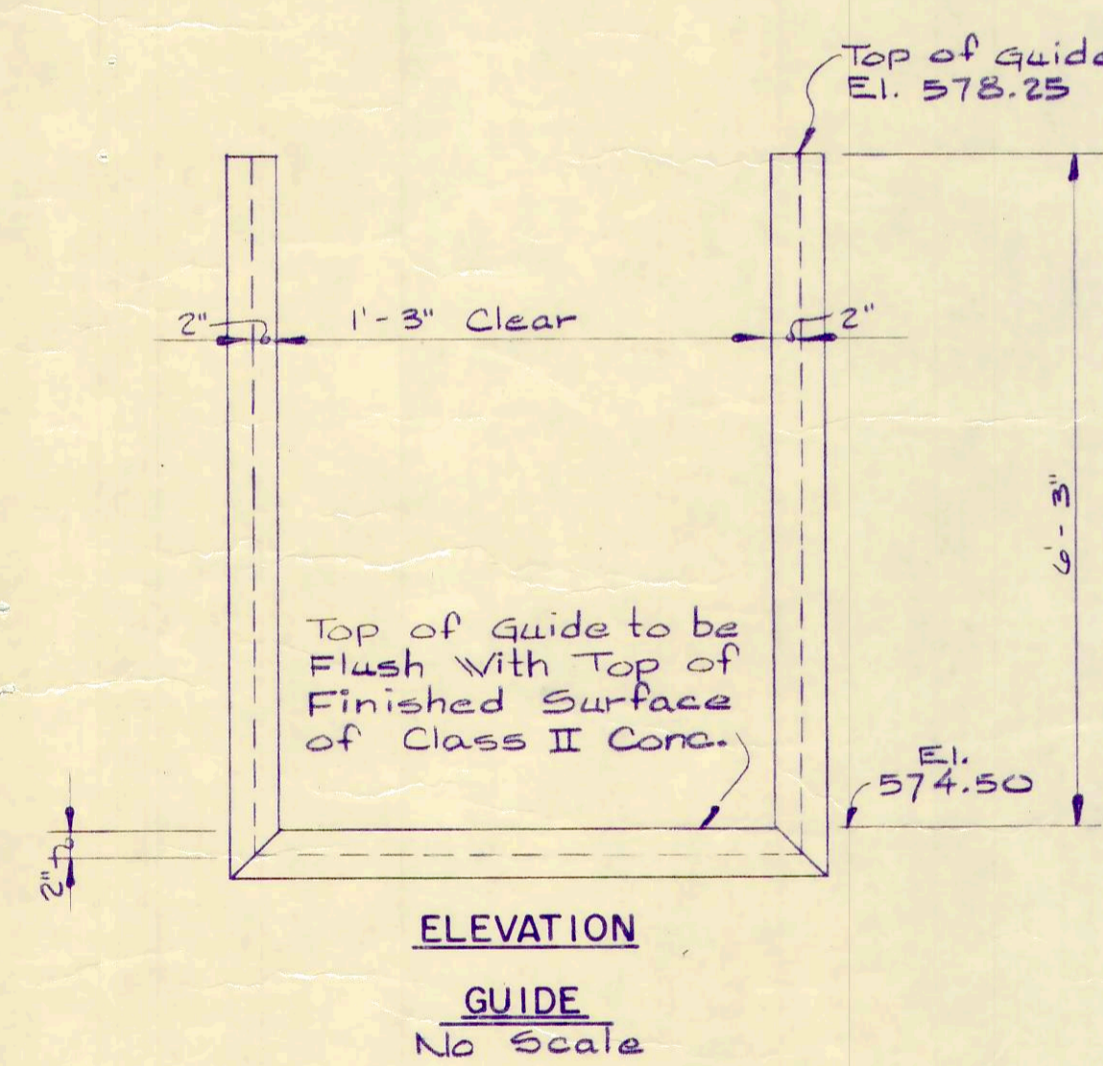 Top of Guide
El. 578.25
2"
1'-3" Clear
2"
6'-3"
Top of Guide to be
Flush With Top of
Finished Surface
of Class II Conc.
El.
574.50
2"
ELEVATION
GUIDE
No Scale